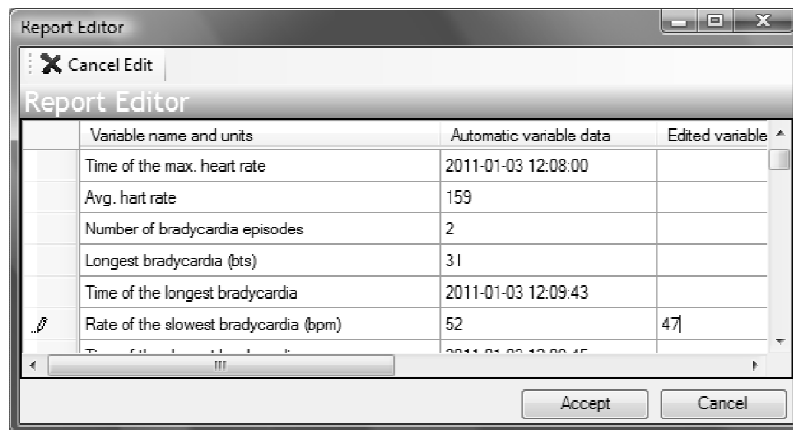 Report Editor
Cancel Edit
Report Editor
Variable name and units Automatic variable data Edited variable
Time of the max. heart rate 2011-01-03 12:08:00
Avg. hart rate 159
Number of bradycardia episodes 2
Longest bradycardia (bts) 31
Time of the longest bradycardia 2011-01-03 12:09:43
Rate of the slowest bradycardia (bpm) 52 47
Accept Cancel